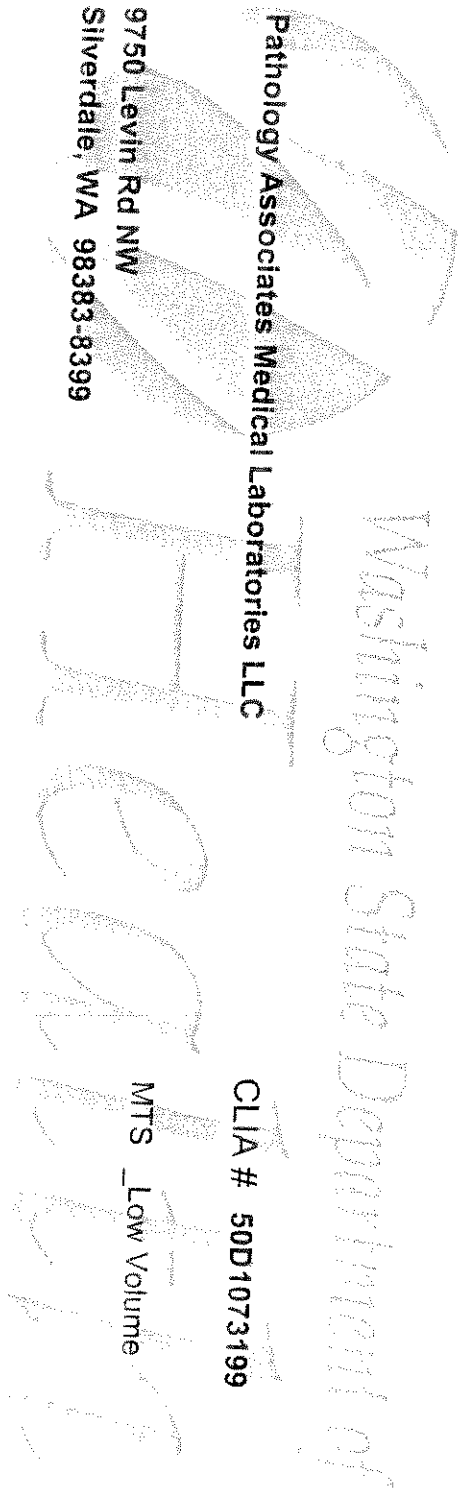 Washington State Department of
Health
Pathology Associates Medical Laboratories LLC
CLIA # 50D1073199
9750 Levin Rd NW
Silverdale, WA 98383-8399
MTS _Low Volume